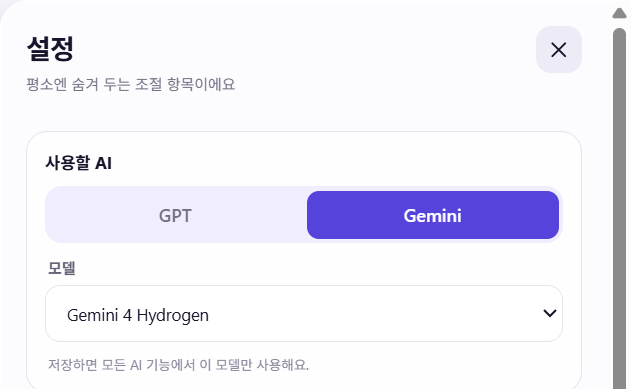 설정
평소엔 숨겨 두는 조절 항목이에요
사용할 AI
GPT
Gemini
모델
Gemini 4 Hydrogen
저장하면 모든 AI 기능에서 이 모델만 사용해요.